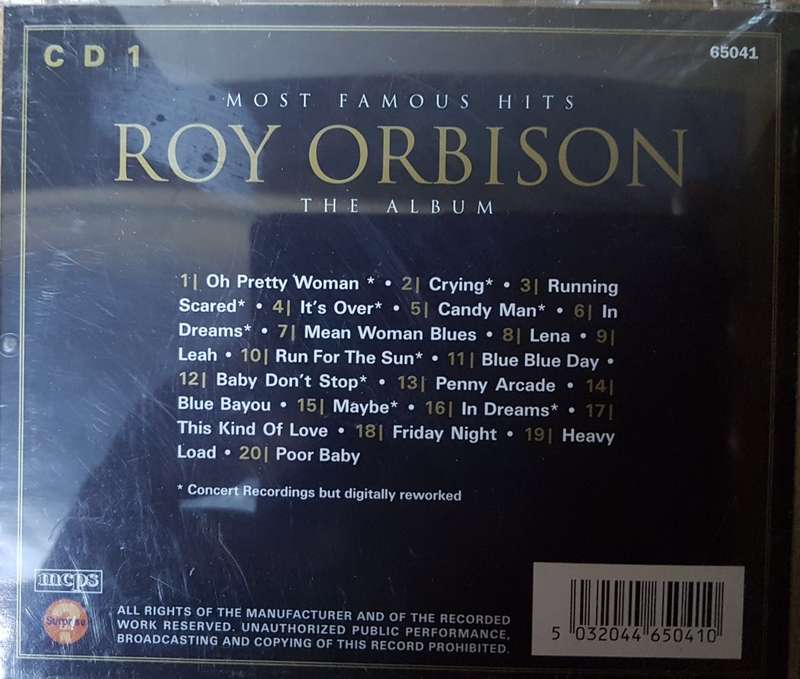 CD 1
65041
MOST FAMOUS HITS
ROY ORBISON
THE ALBUM
1| Oh Pretty Woman * • 2| Crying* • 3| Running
Scared* • 4| It's Over* • 5| Candy Man* • 6| In
Dreams* • 7| Mean Woman Blues • 8| Lena • 9|
Leah • 10| Run For The Sun* • 11| Blue Blue Day •
12| Baby Don't Stop* • 13| Penny Arcade • 14|
Blue Bayou • 15| Maybe* • 16| In Dreams* • 17|
This Kind Of Love • 18| Friday Night • 19| Heavy
Load • 20| Poor Baby
* Concert Recordings but digitally reworked
mcps
Surprise
ALL RIGHTS OF THE MANUFACTURER AND OF THE RECORDED
WORK RESERVED. UNAUTHORIZED PUBLIC PERFORMANCE,
BROADCASTING AND COPYING OF THIS RECORD PROHIBITED.
5 032044 650410